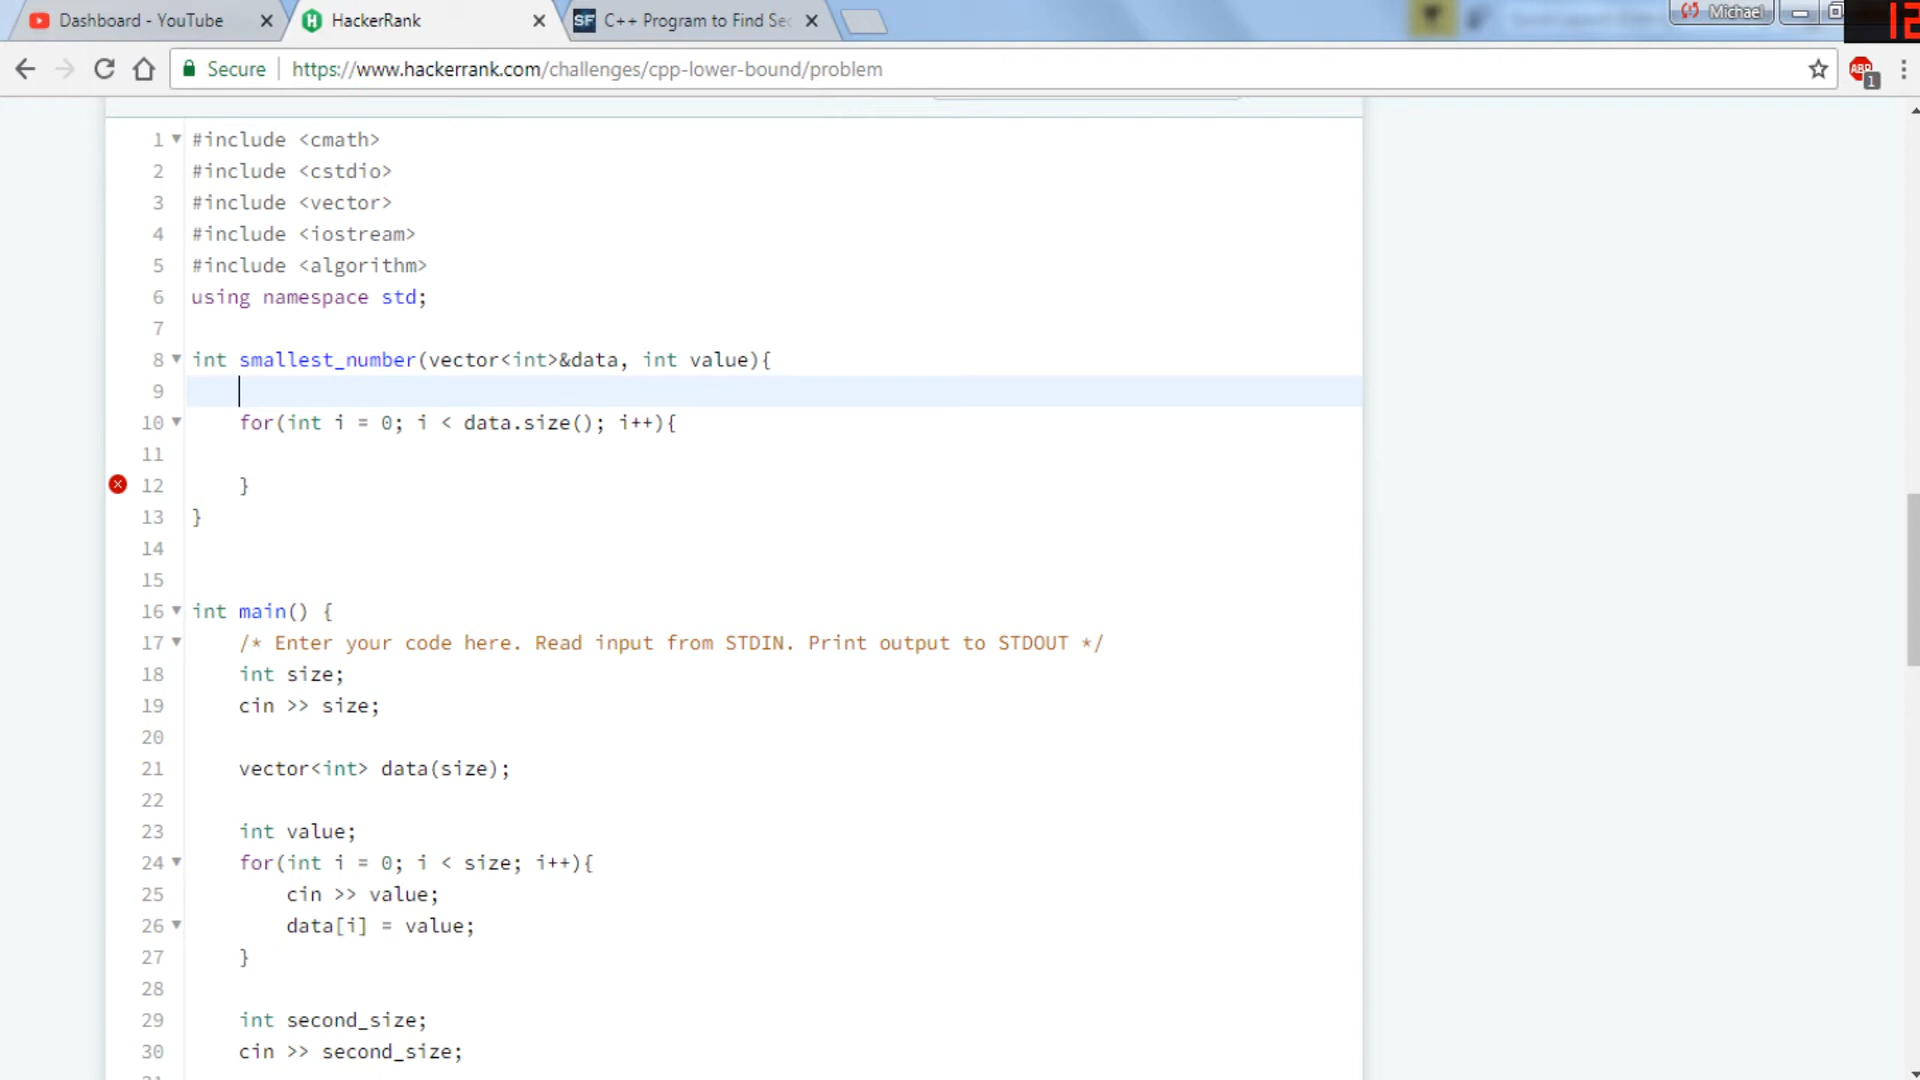 Dashboard - YouTube
HackerRank
SF C++ Program to Find Sec
Michael
12
Secure
https://www.hackerrank.com/challenges/cpp-lower-bound/problem
ABP
1
1 #include <cmath>
2 #include <cstdio>
3 #include <vector>
4 #include <iostream>
5 #include <algorithm>
6 using namespace std;
7
8 int smallest_number(vector<int>&data, int value){
9
10 for(int i = 0; i < data.size(); i++){
11
12 }
13 }
14
15
16 int main() {
17 /* Enter your code here. Read input from STDIN. Print output to STDOUT */
18 int size;
19 cin >> size;
20
21 vector<int> data(size);
22
23 int value;
24 for(int i = 0; i < size; i++){
25 cin >> value;
26 data[i] = value;
27 }
28
29 int second_size;
30 cin >> second_size;